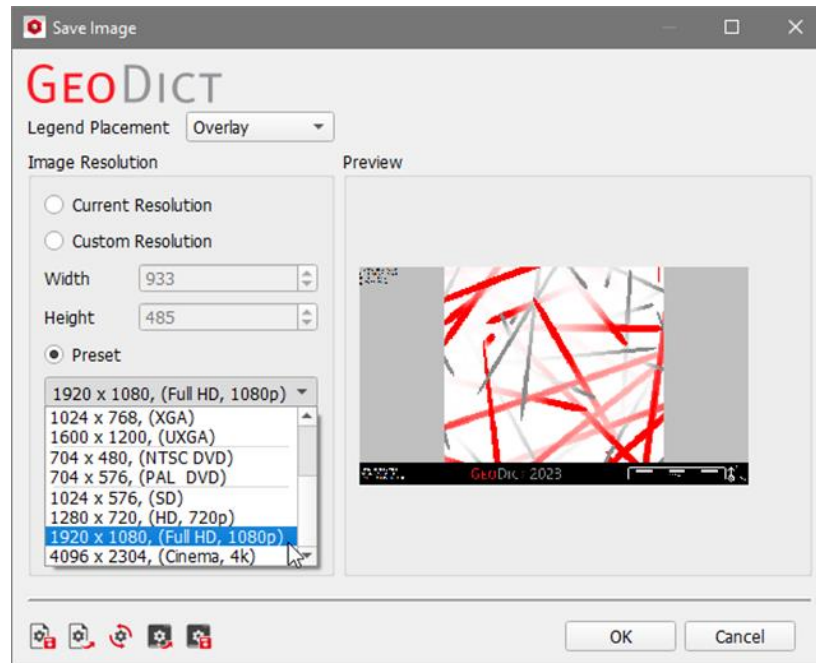 Save Image
GEODICT
Legend Placement Overlay
Image Resolution
Preview
Current Resolution
Custom Resolution
Width 933
Height 485
Preset
1920 x 1080, (Full HD, 1080p)
1024 x 768, (XGA)
1600 x 1200, (UXGA)
704 x 480, (NTSC DVD)
704 x 576, (PAL DVD)
1024 x 576, (SD)
1280 x 720, (HD, 720p)
1920 x 1080, (Full HD, 1080p)
4096 x 2304, (Cinema, 4k)
GEODICT 2023
OK Cancel